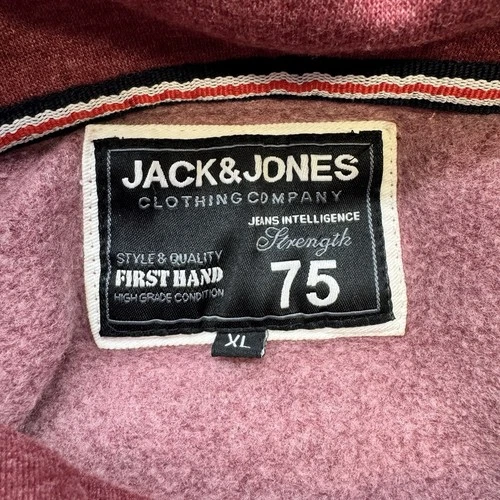 JACK&JONES
CLOTHING COMPANY
JEANS INTELLIGENCE
Strength
75
STYLE & QUALITY
FIRST HAND
HIGH GRADE CONDITION
XL